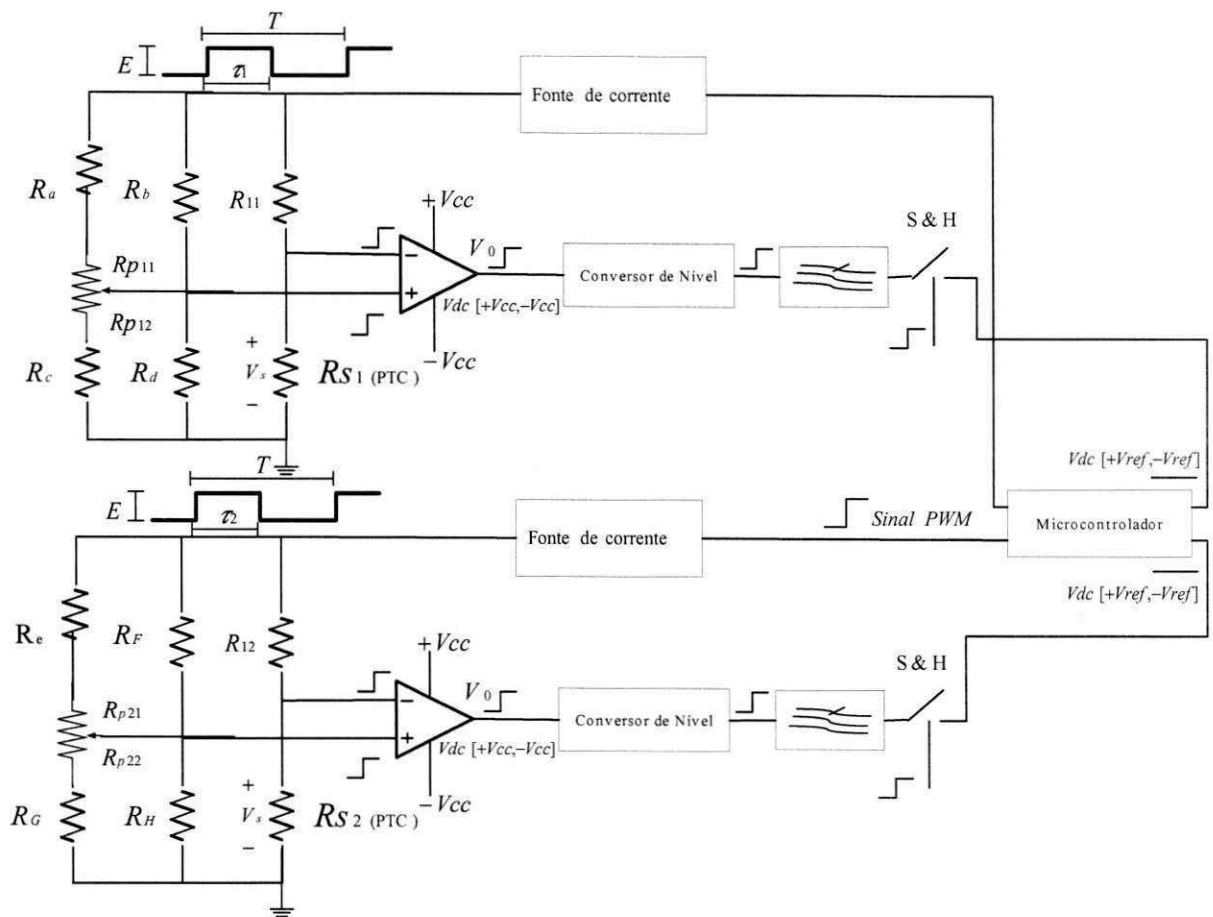 T
E
τ1
Fonte de corrente
Ra
Rb
R11
+Vcc
S & H
Rp11
V0
Conversor de Nível
Vdc [+Vcc,−Vcc]
Rp12
−Vcc
Rc
Rd
+
Vs
−
Rs1 (PTC)
−
+
Vdc [+Vref,−Vref]
T
E
τ2
Fonte de corrente
Sinal PWM
Microcontrolador
Vdc [+Vref,−Vref]
Re
RF
R12
+Vcc
S & H
Rp21
V0
Conversor de Nível
Vdc [+Vcc,−Vcc]
Rp22
−Vcc
RG
RH
+
Vs
−
Rs2 (PTC)
−
+